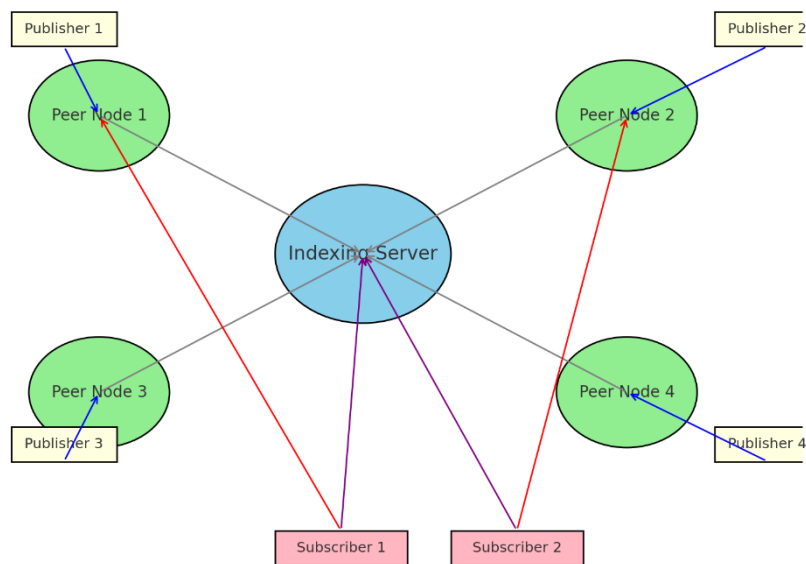 Publisher 1
Publisher 2
Peer Node 1
Peer Node 2
Indexing Server
Peer Node 3
Peer Node 4
Publisher 3
Publisher 4
Subscriber 1
Subscriber 2